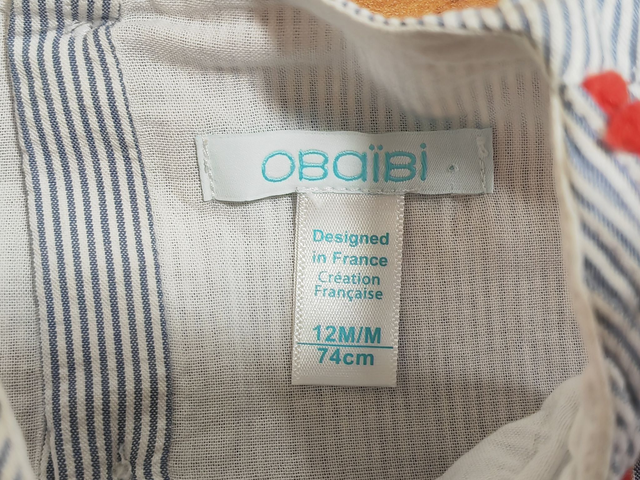 OBAÏBI
Designed
in France
Création
Française
12M/M
74cm